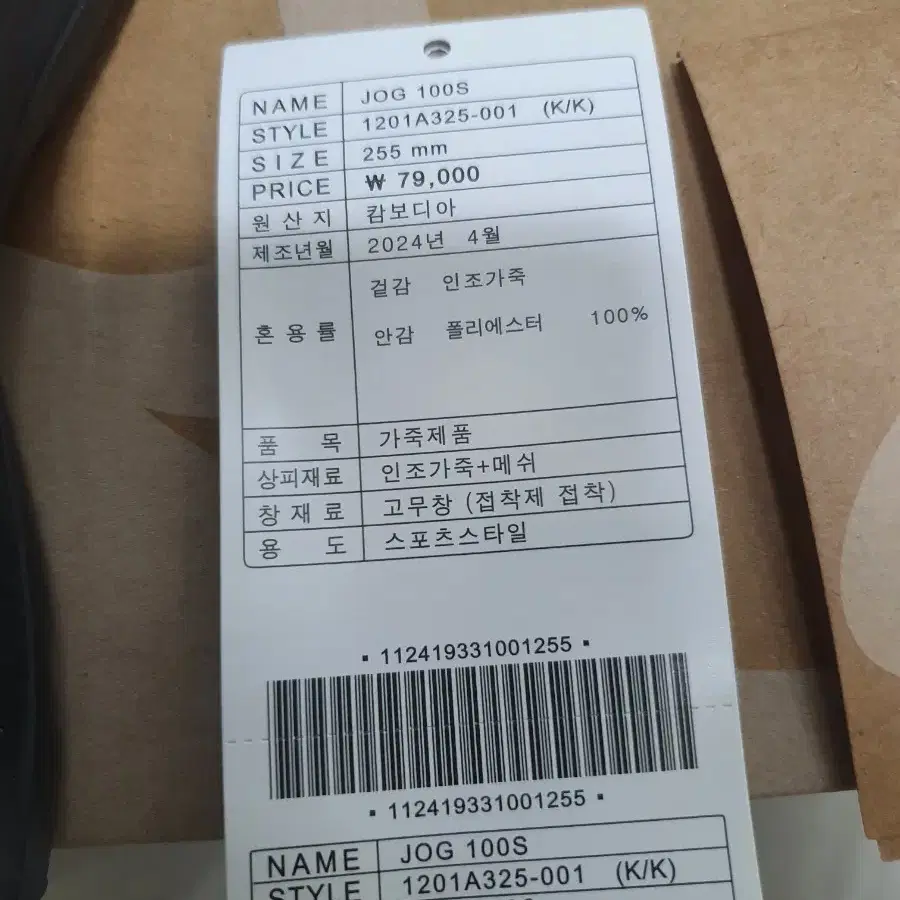 NAME JOG 100S
STYLE 1201A325-001 (K/K)
SIZE 255 mm
PRICE ₩ 79,000
원산지 캄보디아
제조년월 2024년 4월
혼용률 겉감 인조가죽
안감 폴리에스터 100%
품목 가죽제품
상피재료 인조가죽+메쉬
창재료 고무창 (접착제 접착)
용도 스포츠스타일
▪ 112419331001255 ▪
▪ 112419331001255 ▪
NAME JOG 100S
STYLE 1201A325-001 (K/K)